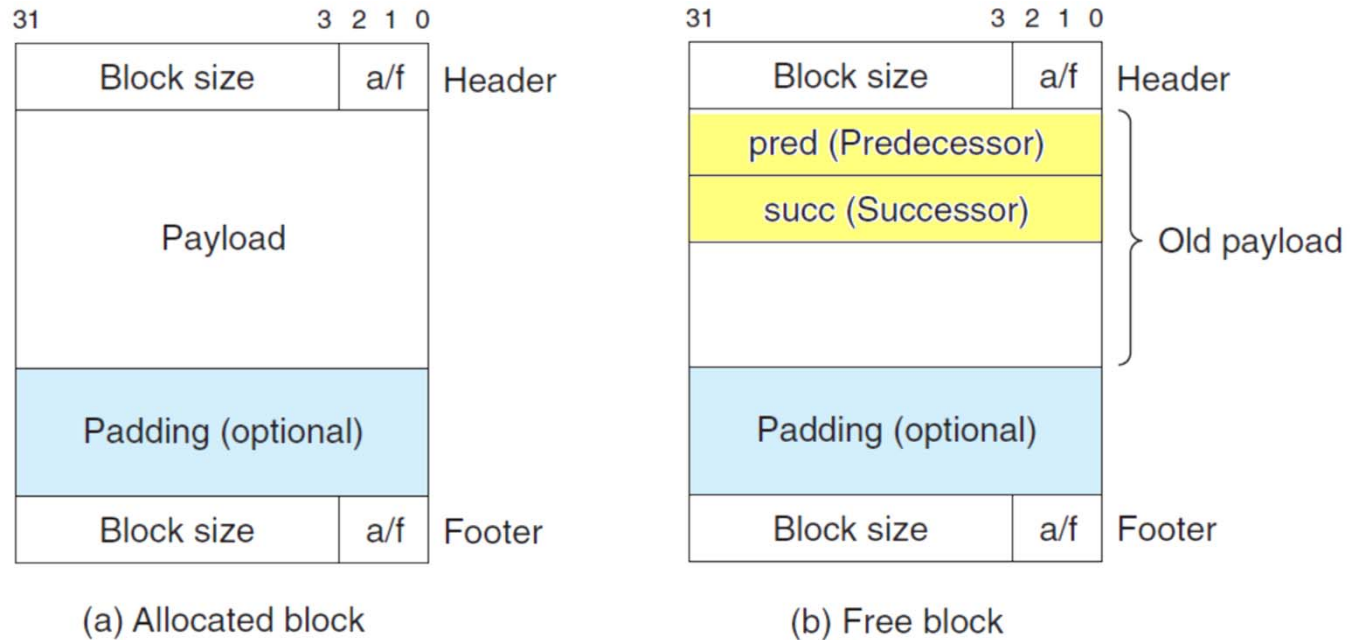 31 3 2 1 0
Block size a/f Header
Payload
Padding (optional)
Block size a/f Footer
(a) Allocated block
31 3 2 1 0
Block size a/f Header
pred (Predecessor)
succ (Successor)
Old payload
Padding (optional)
Block size a/f Footer
(b) Free block